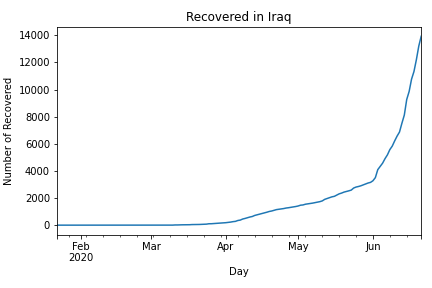 Recovered in Iraq
Number of Recovered
14000
12000
10000
8000
6000
4000
2000
0
Feb
2020
Mar
Apr
May
Jun
Day